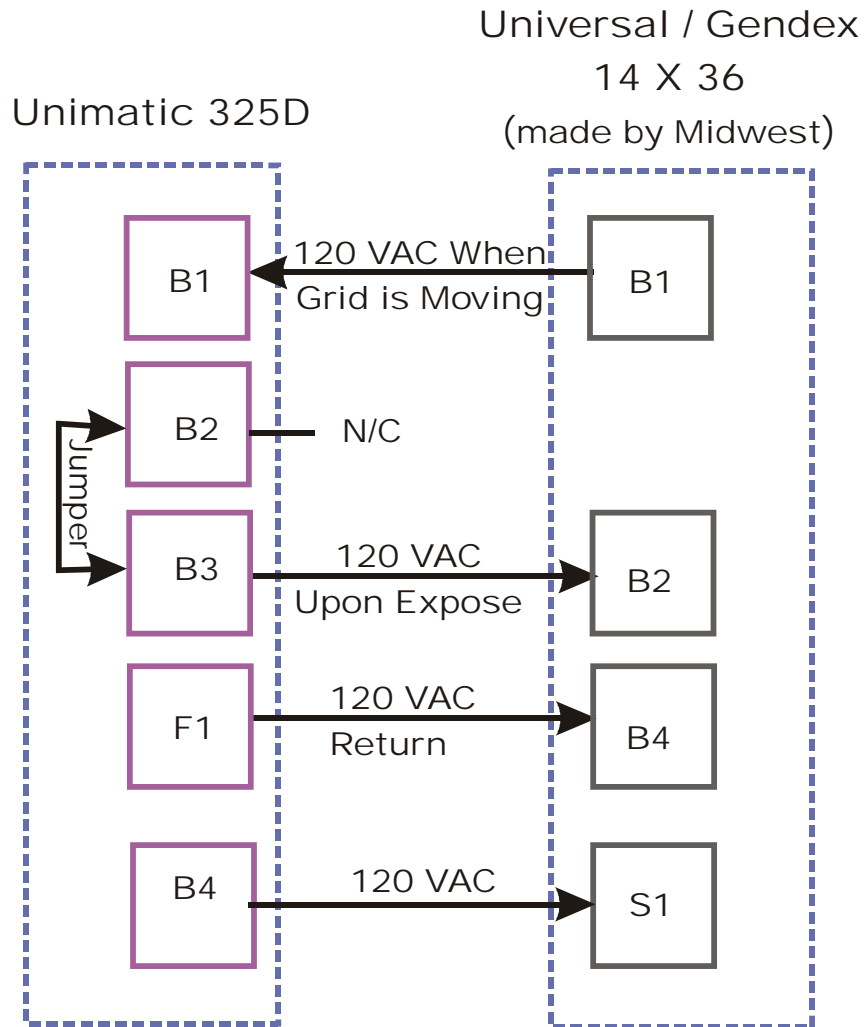 Universal / Gendex
14 X 36
(made by Midwest)
Unimatic 325D
B1
120 VAC When
Grid is Moving
B1
B2
N/C
Jumper
B3
120 VAC
Upon Expose
B2
F1
120 VAC
Return
B4
B4
120 VAC
S1